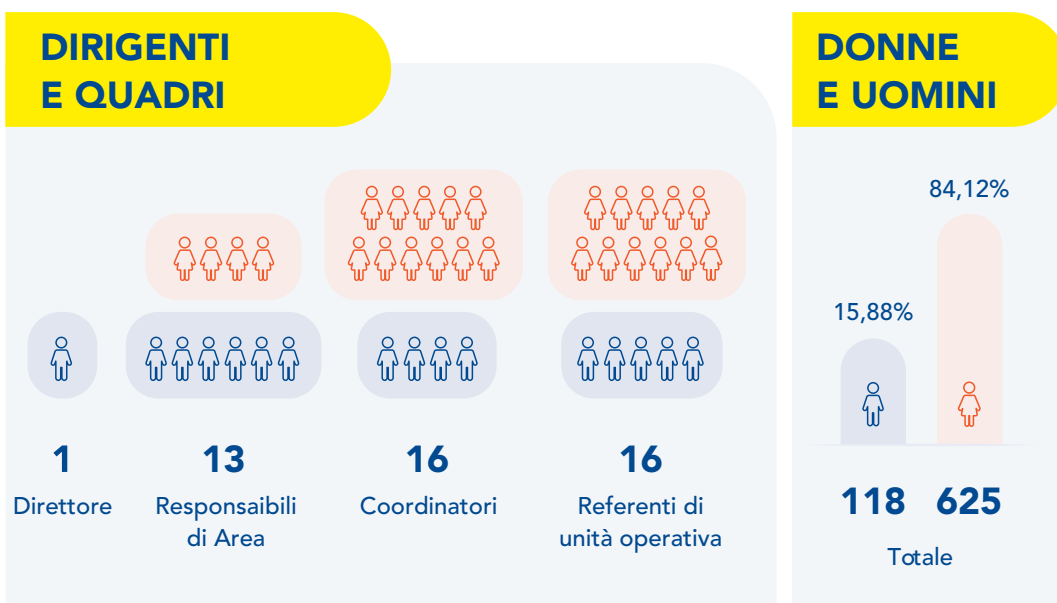 DIRIGENTI
E QUADRI
1
Direttore
13
Responsaibili
di Area
16
Coordinatori
16
Referenti di
unità operativa
DONNE
E UOMINI
84,12%
15,88%
118 625
Totale